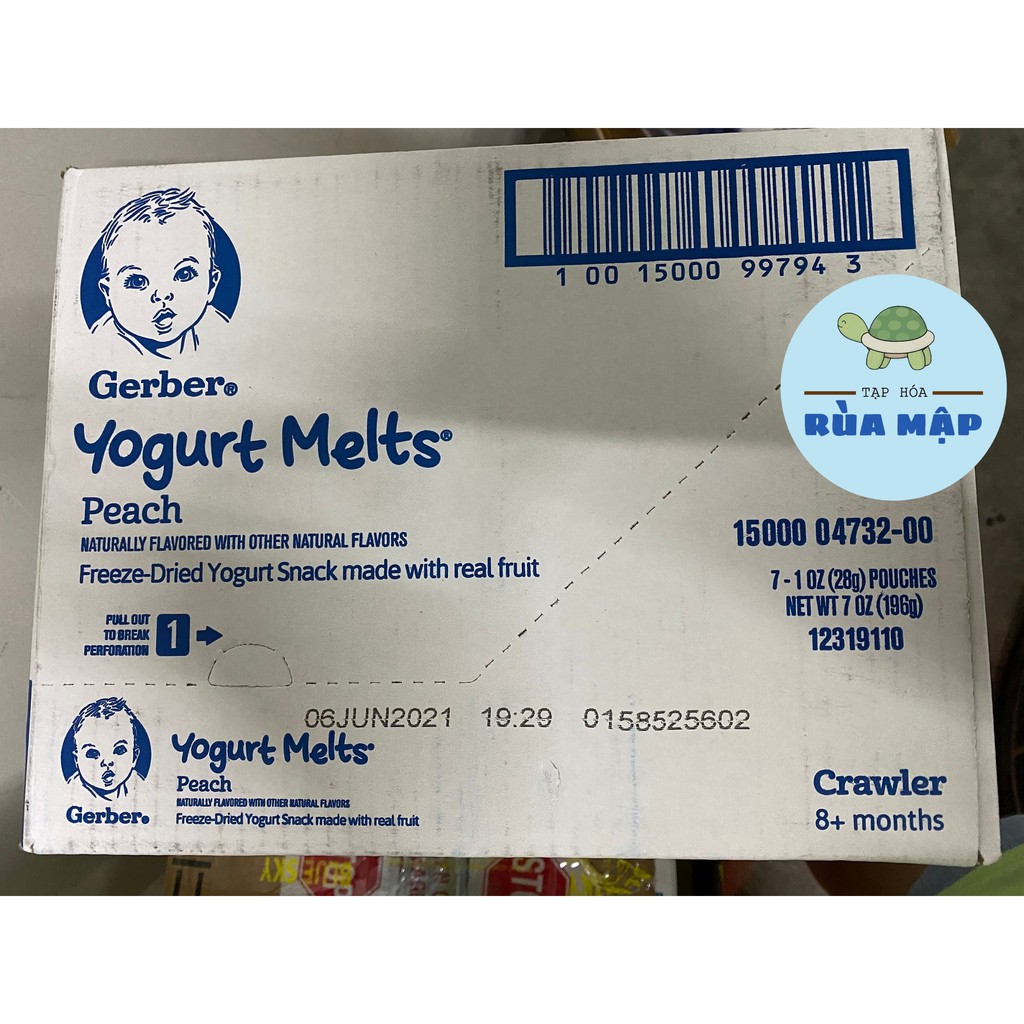 1 00 15000 99794 3
Gerber®
Yogurt Melts®
Peach
NATURALLY FLAVORED WITH OTHER NATURAL FLAVORS
Freeze-Dried Yogurt Snack made with real fruit
TẠP HÓA
RÙA MẬP
15000 04732-00
7 - 1 OZ (28g) POUCHES
NET WT 7 OZ (196g)
12319110
PULL OUT
TO BREAK
PERFORATION
1
06JUN2021 19:29 0158525602
Gerber®
Yogurt Melts®
Peach
NATURALLY FLAVORED WITH OTHER NATURAL FLAVORS
Freeze-Dried Yogurt Snack made with real fruit
Crawler
8+ months